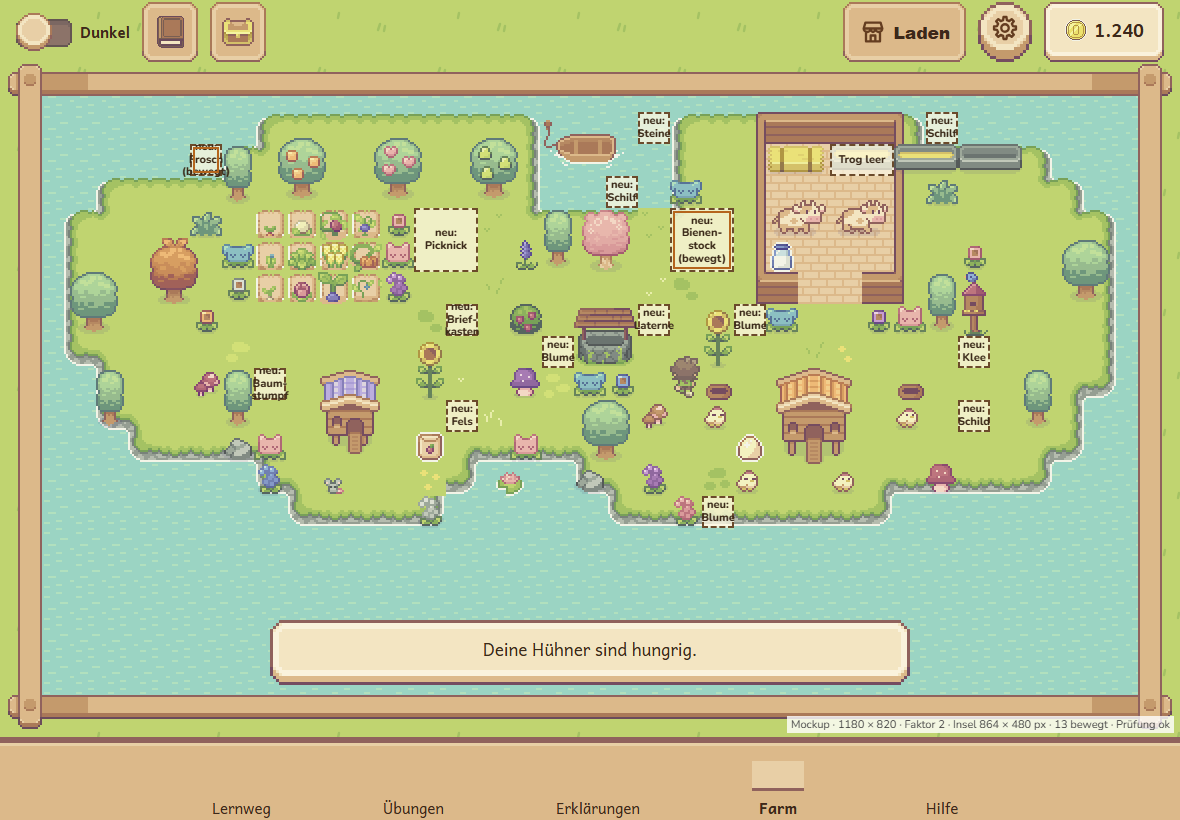 Dunkel
Laden
1.240
neu:
Steine
neu:
Schilf
neu:
Frosch
(bewegt)
Trog leer
neu:
Schilf
neu:
Picknick
neu:
Bienen-
stock
(bewegt)
neu:
Brief-
kasten
neu:
Laterne
neu:
Blume
neu:
Blume
neu:
Klee
neu:
Baum-
stumpf
neu:
Fels
neu:
Schild
neu:
Blume
Deine Hühner sind hungrig.
Mockup · 1180 × 820 · Faktor 2 · Insel 864 × 480 px · 13 bewegt · Prüfung ok
Lernweg
Übungen
Erklärungen
Farm
Hilfe